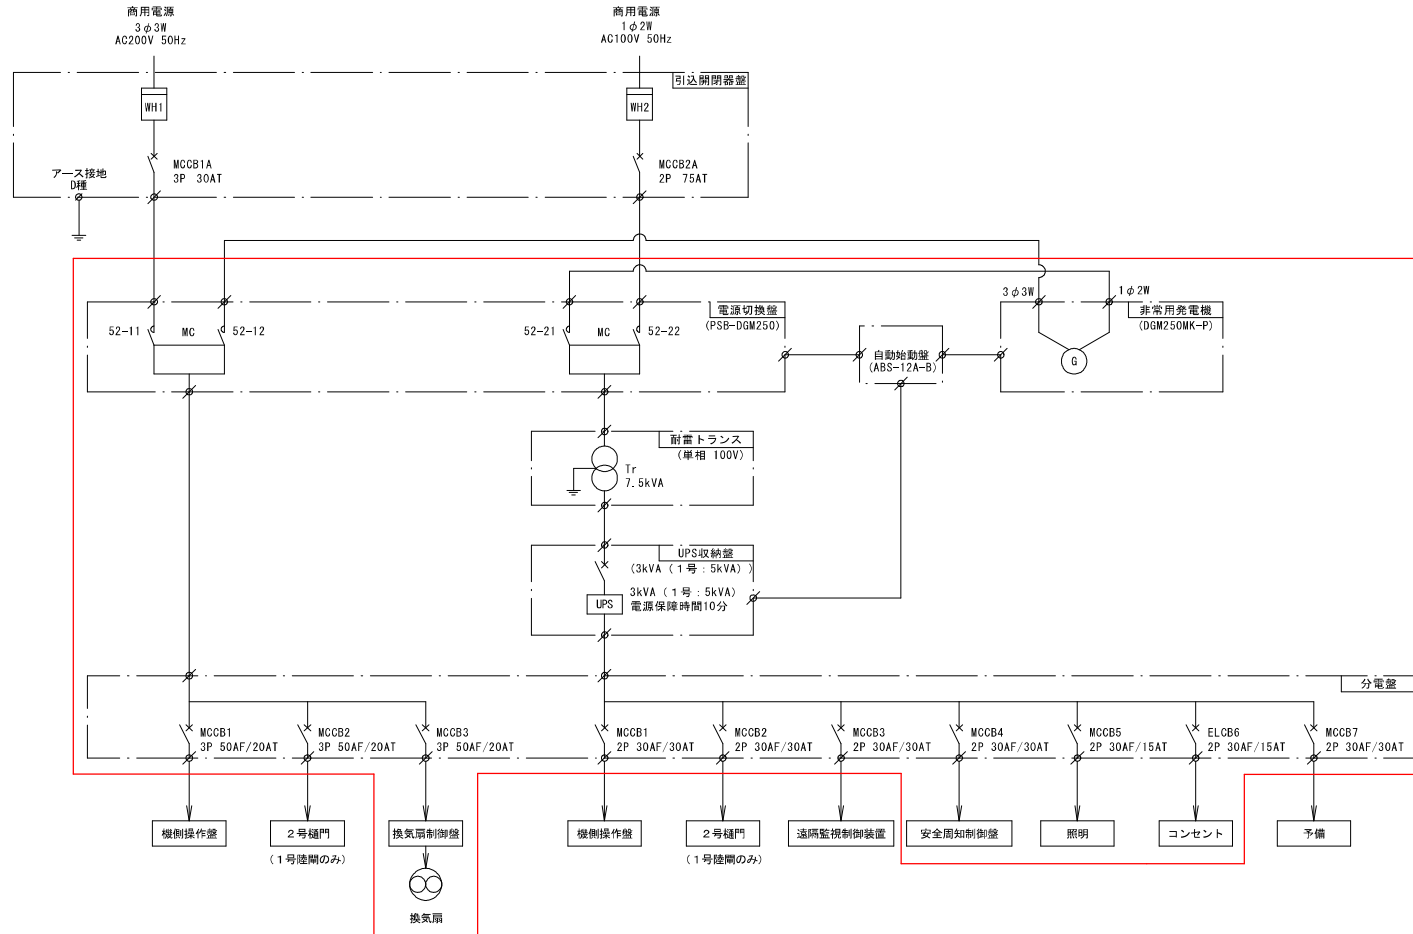 商用電源
3φ3W
AC200V 50Hz
商用電源
1φ2W
AC100V 50Hz
引込開閉器盤
WH1
WH2
MCCB1A
3P 30AT
MCCB2A
2P 75AT
アース接地
D種
3φ3W
1φ2W
電源切換盤
(PSB-DGM250)
非常用発電機
(DGM250MK-P)
52-11
MC
52-12
52-21
MC
52-22
自動始動盤
(ABS-12A-B)
G
耐雷トランス
(単相 100V)
Tr
7.5kVA
UPS収納盤
(3kVA（1号：5kVA）)
3kVA（1号：5kVA）
電源保障時間10分
UPS
分電盤
MCCB1
3P 50AF/20AT
MCCB2
3P 50AF/20AT
MCCB3
3P 50AF/20AT
MCCB1
2P 30AF/30AT
MCCB2
2P 30AF/30AT
MCCB3
2P 30AF/30AT
MCCB4
2P 30AF/30AT
MCCB5
2P 30AF/15AT
ELCB6
2P 30AF/15AT
MCCB7
2P 30AF/30AT
機側操作盤
2号樋門
(1号陸閘のみ)
換気扇制御盤
換気扇
機側操作盤
2号樋門
(1号陸閘のみ)
遠隔監視制御装置
安全周知制御盤
照明
コンセント
予備